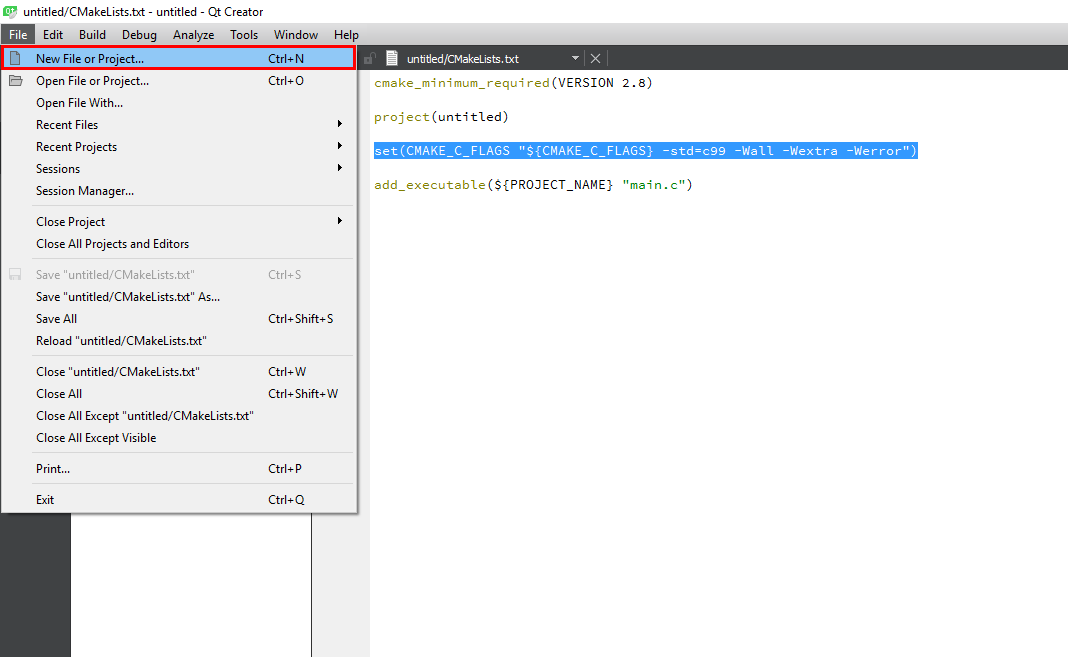 untitled/CMakeLists.txt - untitled - Qt Creator
File Edit Build Debug Analyze Tools Window Help
New File or Project... Ctrl+N
Open File or Project... Ctrl+O
Open File With...
Recent Files
Recent Projects
Sessions
Session Manager...
Close Project
Close All Projects and Editors
Save "untitled/CMakeLists.txt" Ctrl+S
Save "untitled/CMakeLists.txt" As...
Save All Ctrl+Shift+S
Reload "untitled/CMakeLists.txt"
Close "untitled/CMakeLists.txt" Ctrl+W
Close All Ctrl+Shift+W
Close All Except "untitled/CMakeLists.txt"
Close All Except Visible
Print... Ctrl+P
Exit Ctrl+Q
untitled/CMakeLists.txt
cmake_minimum_required(VERSION 2.8)
project(untitled)
set(CMAKE_C_FLAGS "${CMAKE_C_FLAGS} -std=c99 -Wall -Wextra -Werror")
add_executable(${PROJECT_NAME} "main.c")